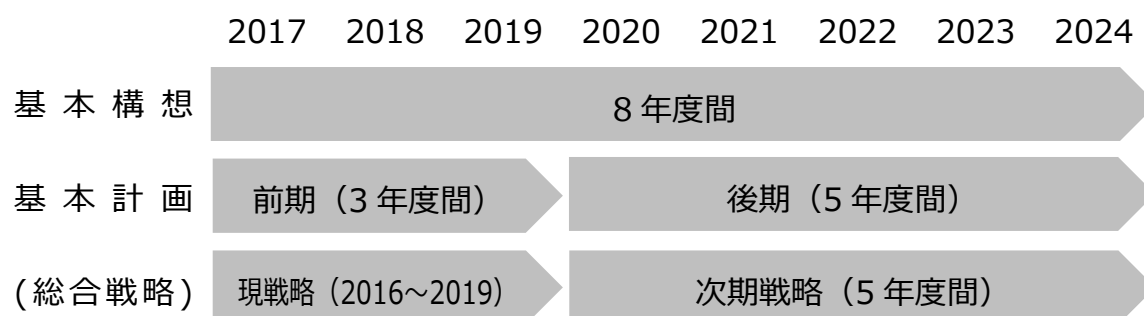 2017 2018 2019 2020 2021 2022 2023 2024
基本構想 8年度間
基本計画 前期（3年度間） 後期（5年度間）
(総合戦略) 現戦略（2016～2019） 次期戦略（5年度間）